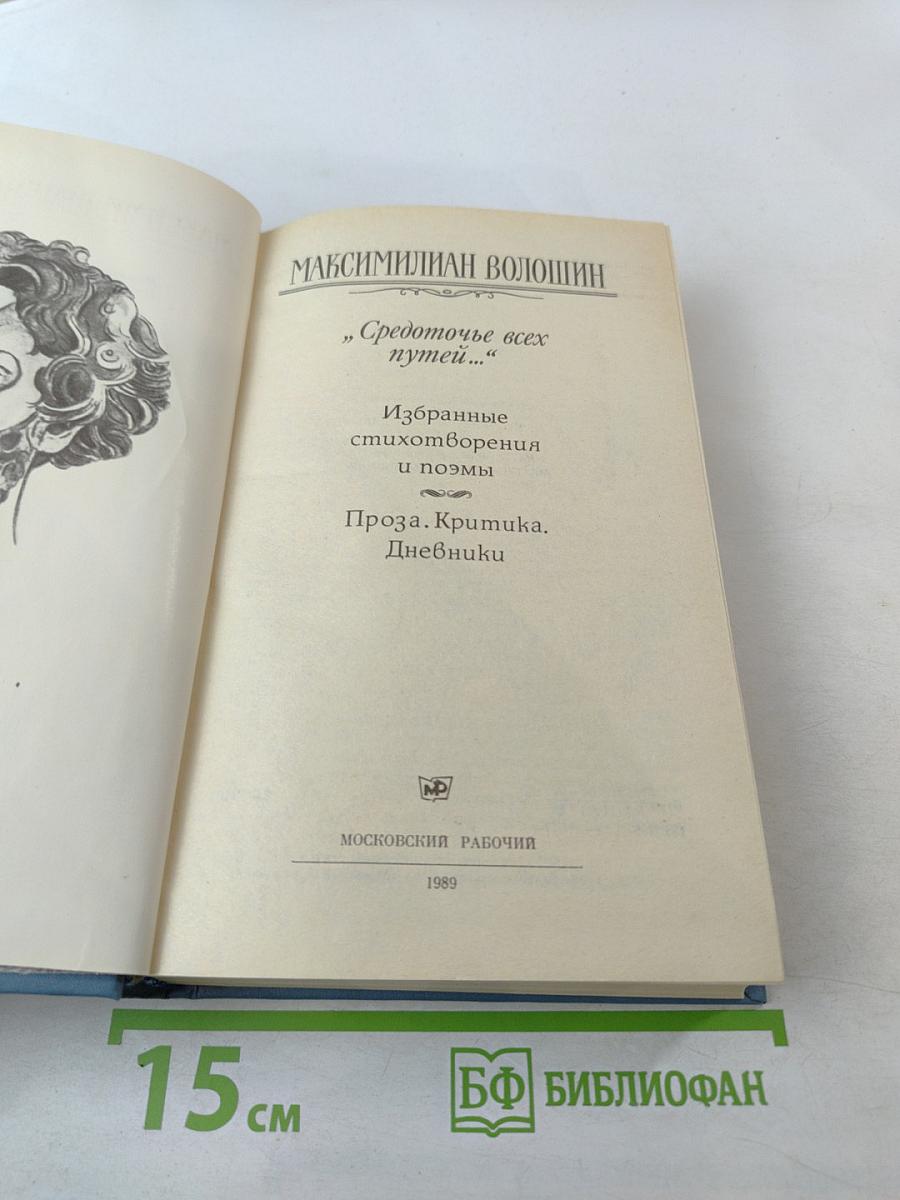 МАКСИМИЛИАН ВОЛОШИН
„Средоточье всех
путей...“
Избранные
стихотворения
и поэмы
Проза. Критика.
Дневники
МР
МОСКОВСКИЙ РАБОЧИЙ
1989
15 см
БФ БИБЛИОФАН